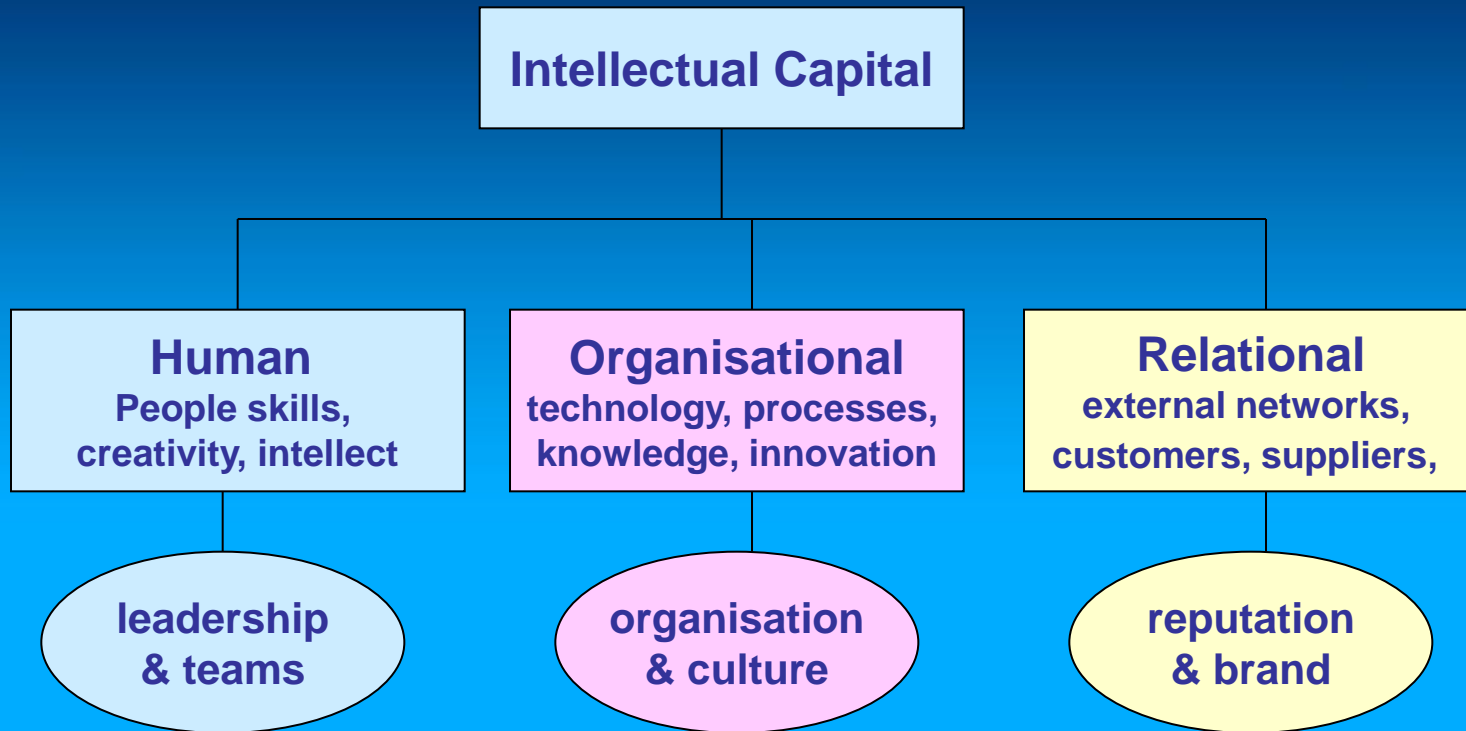 Intellectual Capital
Human
People skills,
creativity, intellect
Organisational
technology, processes,
knowledge, innovation
Relational
external networks,
customers, suppliers,
leadership
& teams
organisation
& culture
reputation
& brand